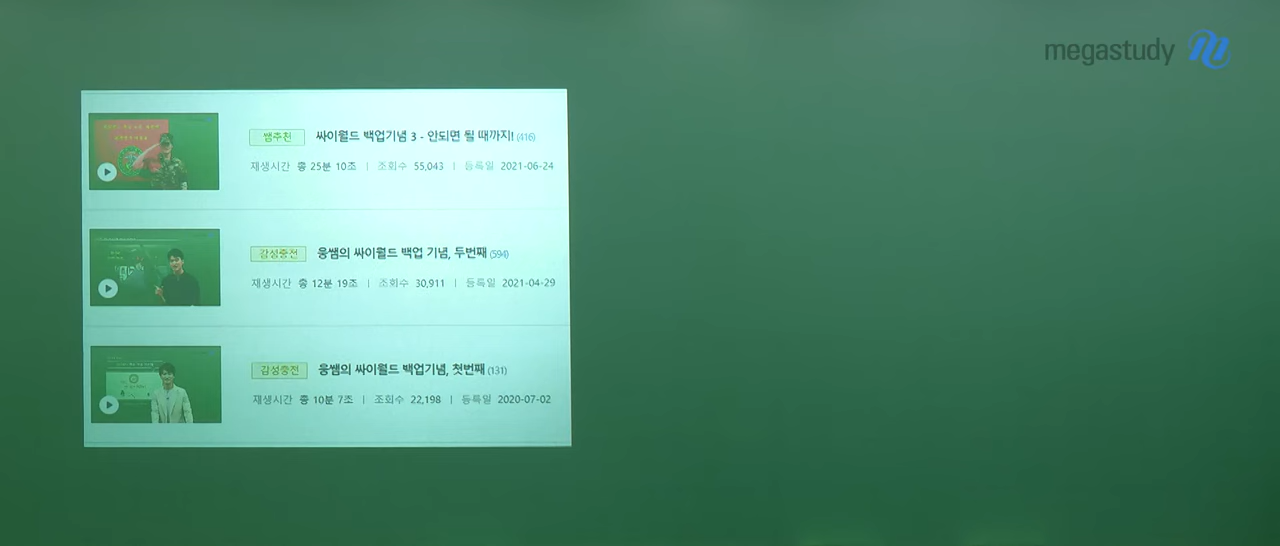 megastudy
쌤추천 싸이월드 백업기념 3 - 안되면 될 때까지! (416)
재생시간 총 25분 10초 | 조회수 55,043 | 등록일 2021-06-24
감성충전 웅쌤의 싸이월드 백업 기념, 두번째 (594)
재생시간 총 12분 19초 | 조회수 30,911 | 등록일 2021-04-29
감성충전 웅쌤의 싸이월드 백업기념, 첫번째 (131)
재생시간 총 10분 7초 | 조회수 22,198 | 등록일 2020-07-02